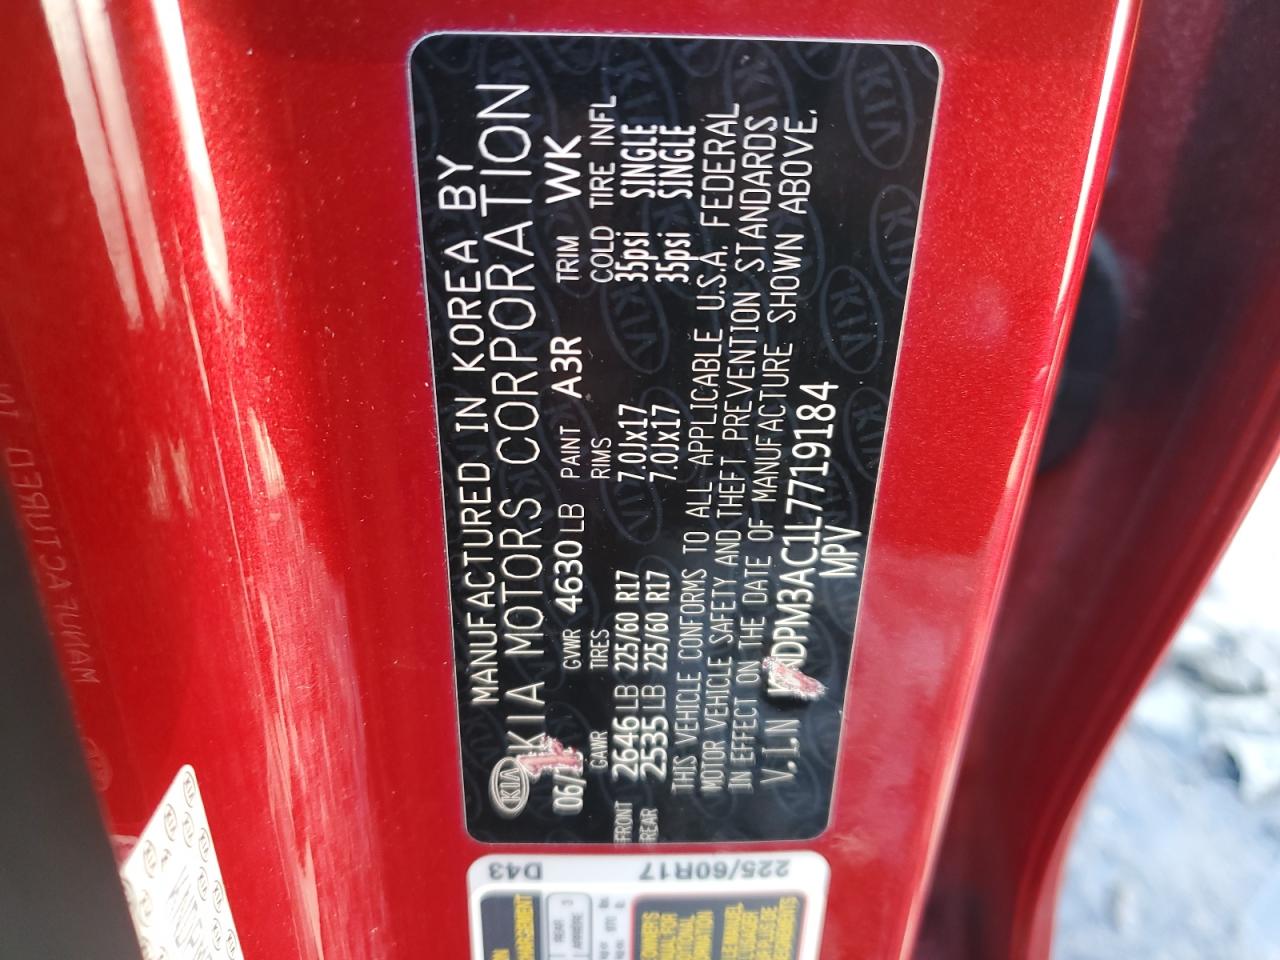 MANUFACTURED IN KOREA BY
KIA KIA MOTORS CORPORATION
GVWR 4630 LB PAINT A3R TRIM WK
GAWR TIRES RIMS COLD TIRE INFL
FRONT 2646 LB 225/60 R17 7.0Jx17 35psi SINGLE
REAR 2535 LB 225/60 R17 7.0Jx17 35psi SINGLE
THIS VEHICLE CONFORMS TO ALL APPLICABLE U.S.A. FEDERAL
MOTOR VEHICLE SAFETY AND THEFT PREVENTION STANDARDS
IN EFFECT ON THE DATE OF MANUFACTURE SHOWN ABOVE.
V.I.N KNDPM3AC1L7719184
MPV
D43
225/60R17